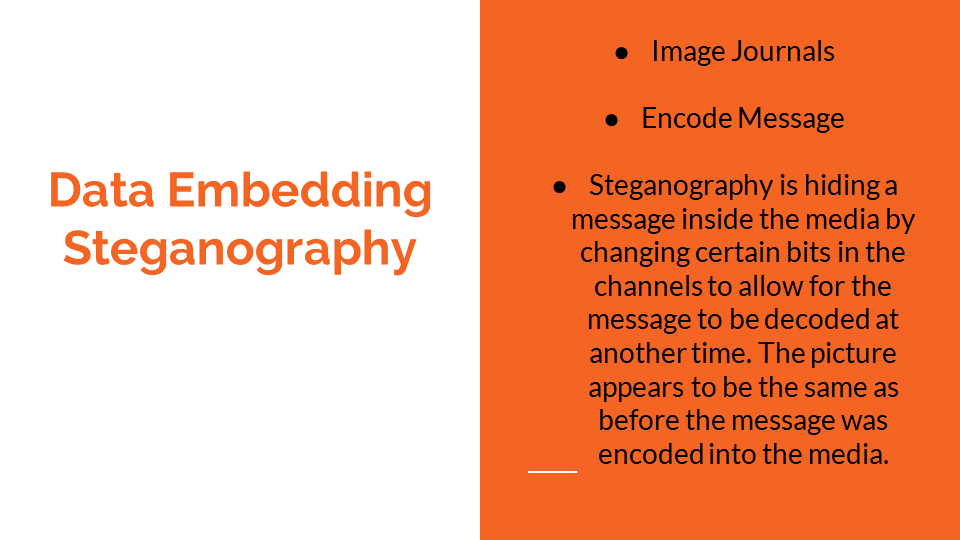 Data Embedding
Steganography
● Image Journals
● Encode Message
● Steganography is hiding a
message inside the media by
changing certain bits in the
channels to allow for the
message to be decoded at
another time. The picture
appears to be the same as
before the message was
encoded into the media.